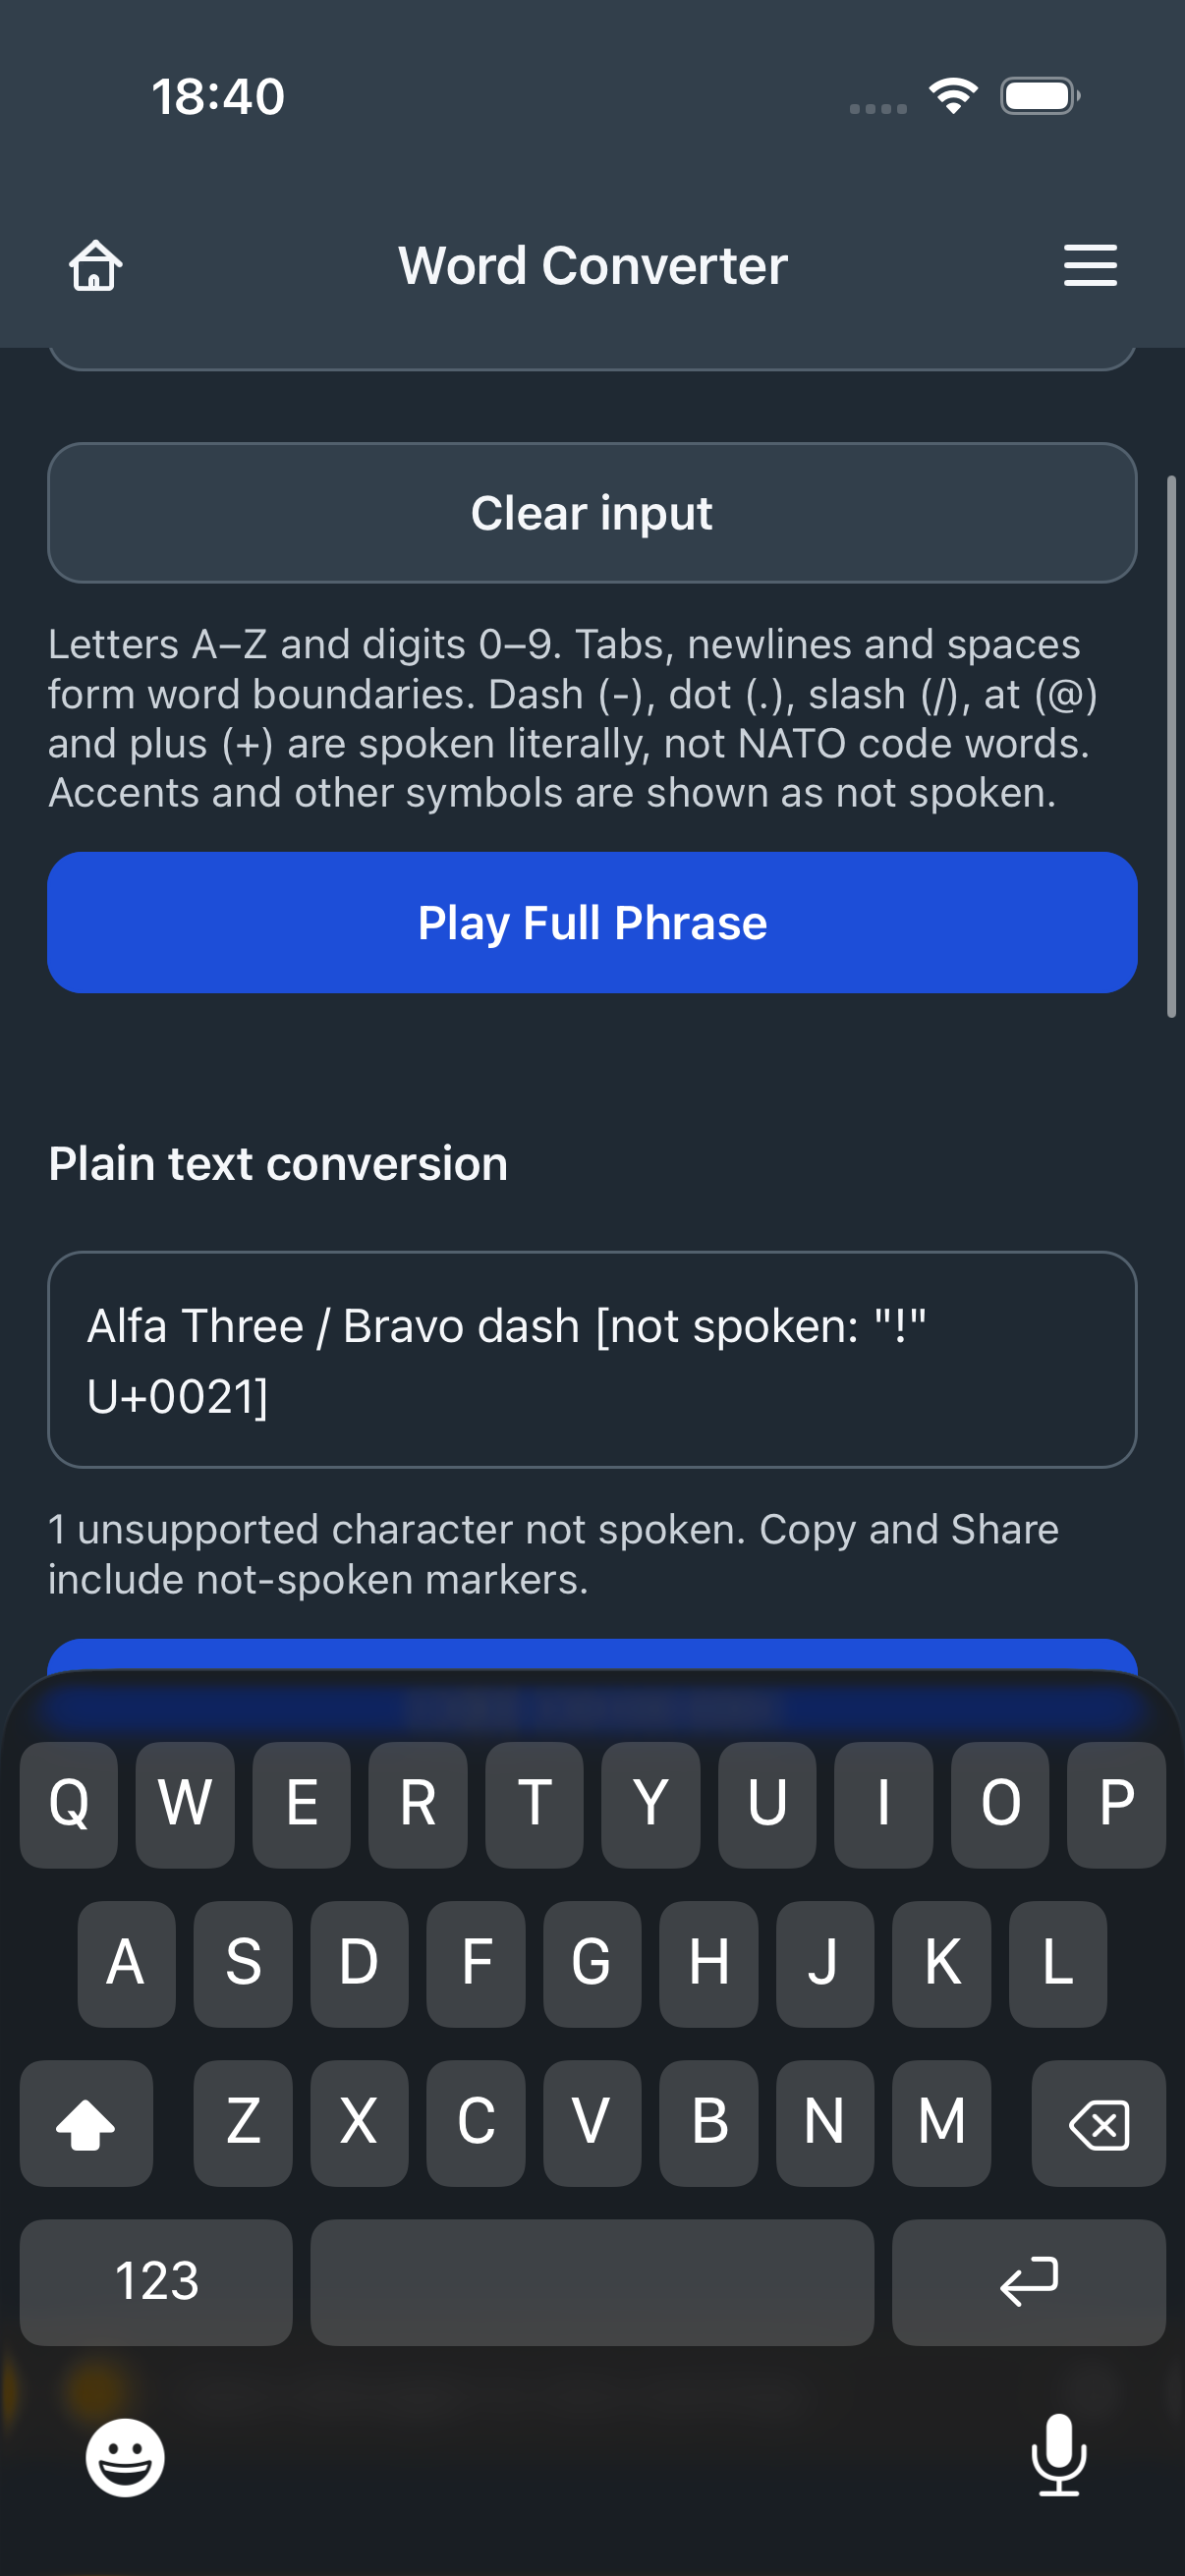 18:40
Word Converter
Clear input
Letters A–Z and digits 0–9. Tabs, newlines and spaces
form word boundaries. Dash (-), dot (.), slash (/), at (@)
and plus (+) are spoken literally, not NATO code words.
Accents and other symbols are shown as not spoken.
Play Full Phrase
Plain text conversion
Alfa Three / Bravo dash [not spoken: "!"
U+0021]
1 unsupported character not spoken. Copy and Share
include not-spoken markers.
Q W E R T Y U I O P
A S D F G H J K L
Z X C V B N M
123